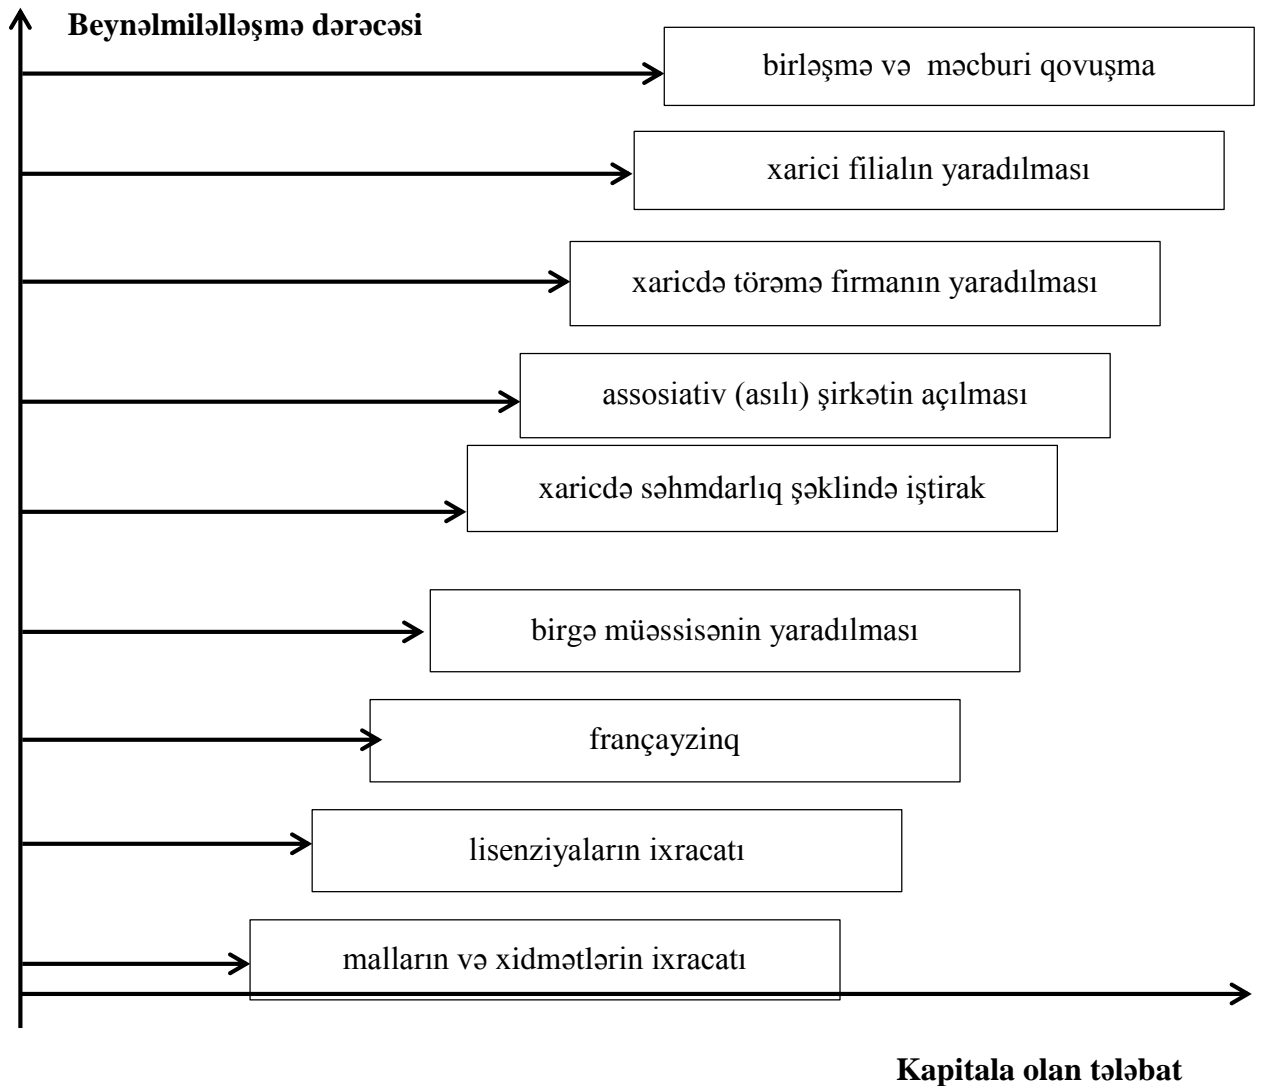 Beynəlmiləlləşmə dərəcəsi
birləşmə və məcburi qovuşma
xarici filialın yaradılması
xaricdə törəmə firmanın yaradılması
assosiativ (asılı) şirkətin açılması
xaricdə səhmdarlıq şəklində iştirak
birgə müəssisənin yaradılması
françayzinq
lisenziyaların ixracatı
malların və xidmətlərin ixracatı
Kapitala olan tələbat